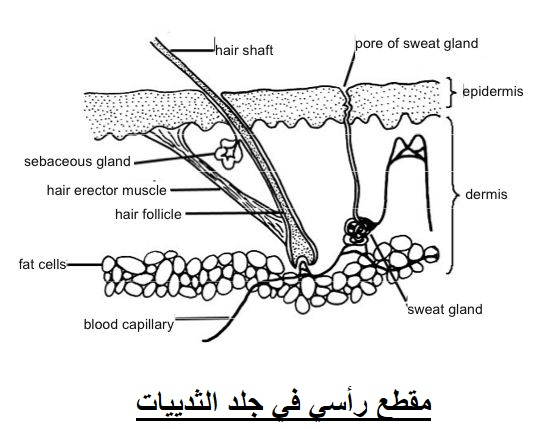 hair shaft
pore of sweat gland
epidermis
sebaceous gland
hair erector muscle
dermis
hair follicle
fat cells
sweat gland
blood capillary
مقطع رأسي في جلد الثدييات